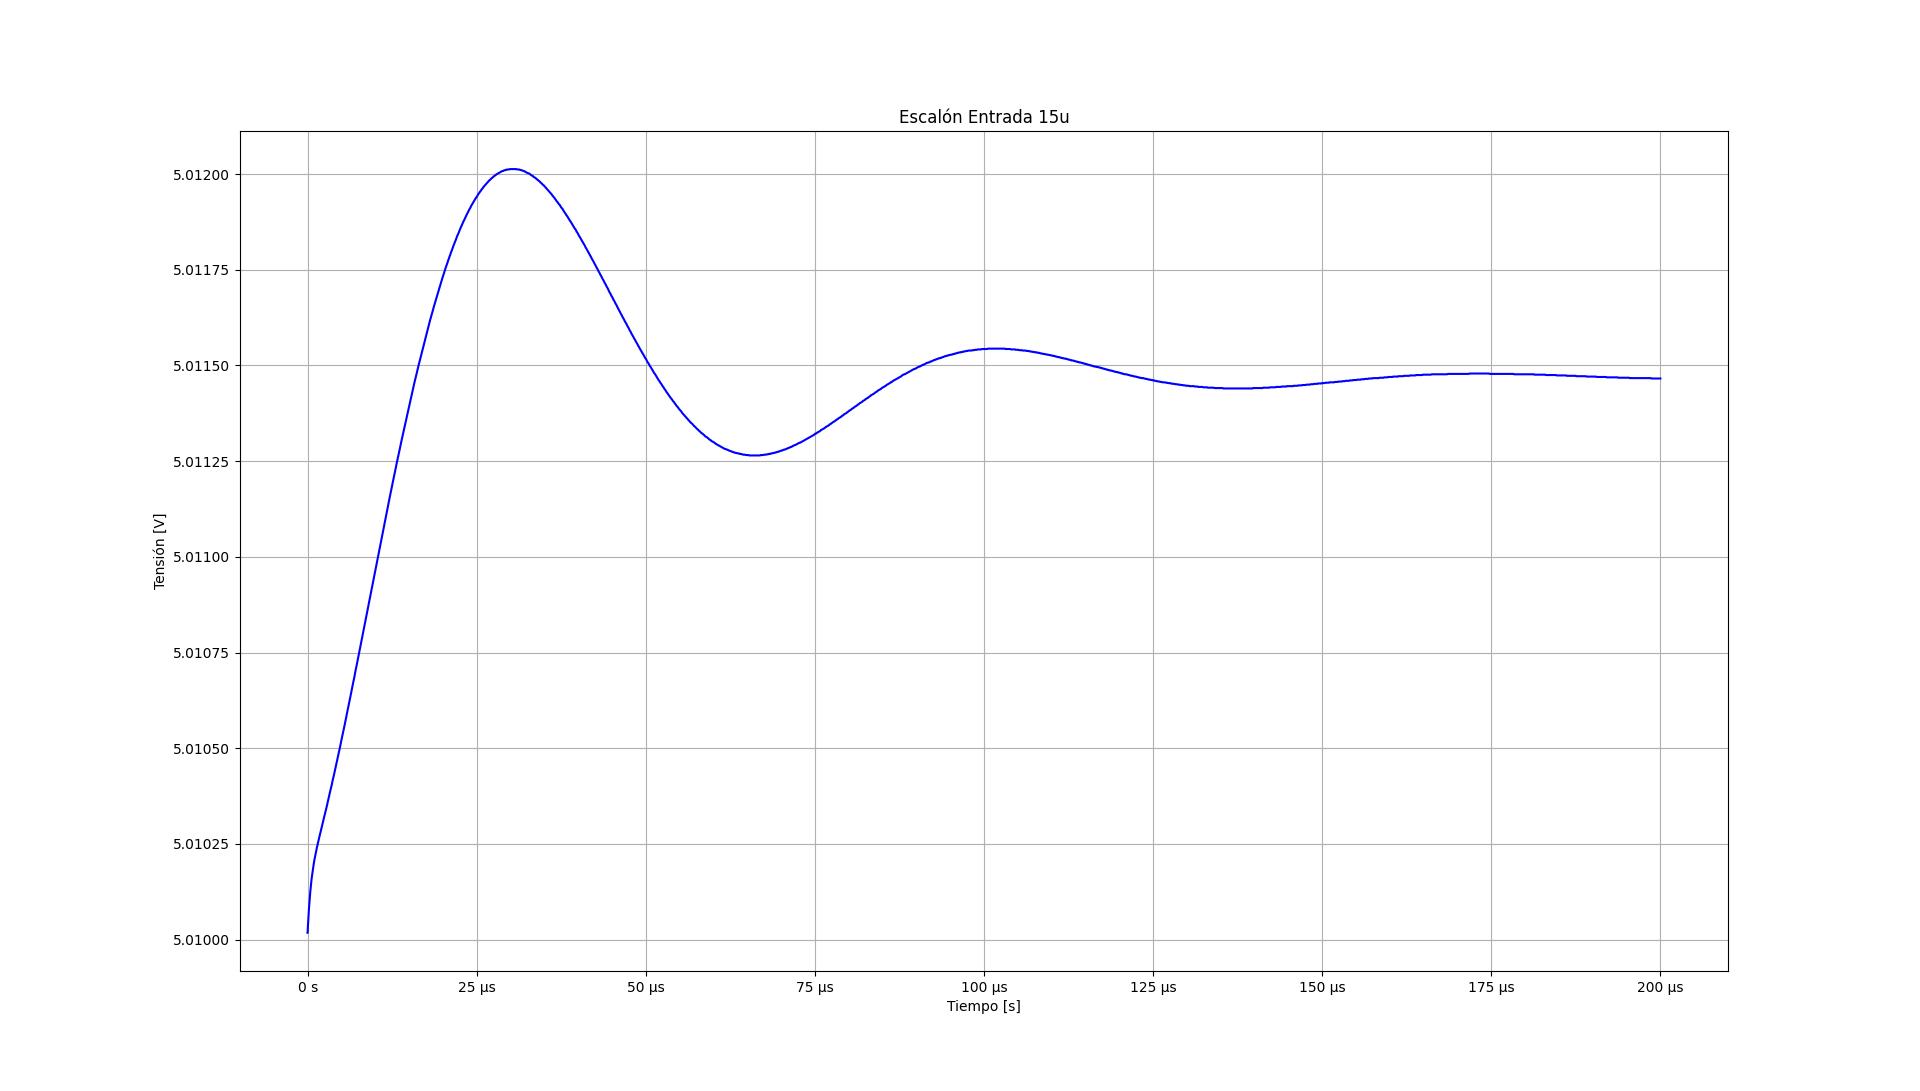 Escalón Entrada 15u
5.01200
5.01175
5.01150
5.01125
5.01100
5.01075
5.01050
5.01025
5.01000
Tensión [V]
0 s 25 µs 50 µs 75 µs 100 µs 125 µs 150 µs 175 µs 200 µs
Tiempo [s]